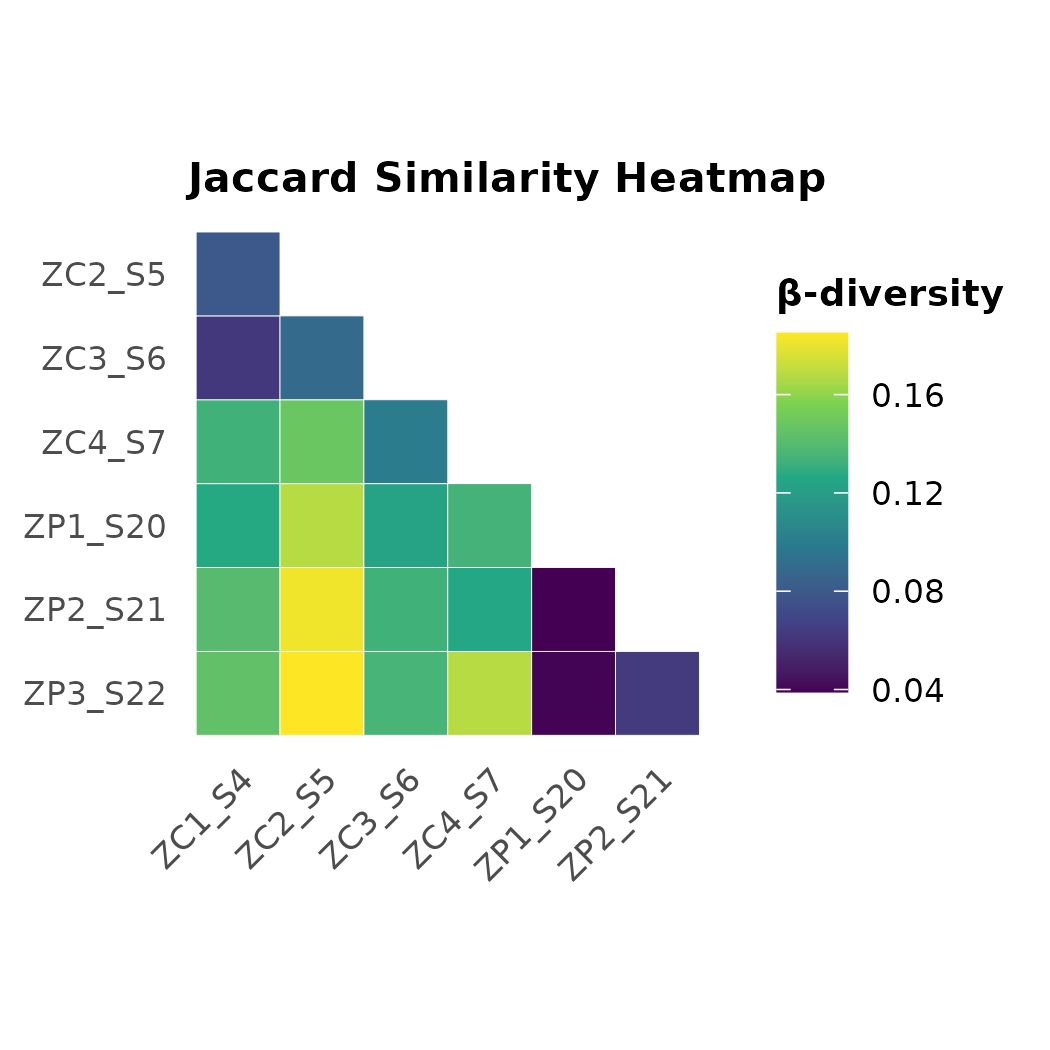 Jaccard Similarity Heatmap
ZC2_S5
ZC3_S6
ZC4_S7
ZP1_S20
ZP2_S21
ZP3_S22
ZC1_S4
ZC2_S5
ZC3_S6
ZC4_S7
ZP1_S20
ZP2_S21
β-diversity
0.16
0.12
0.08
0.04